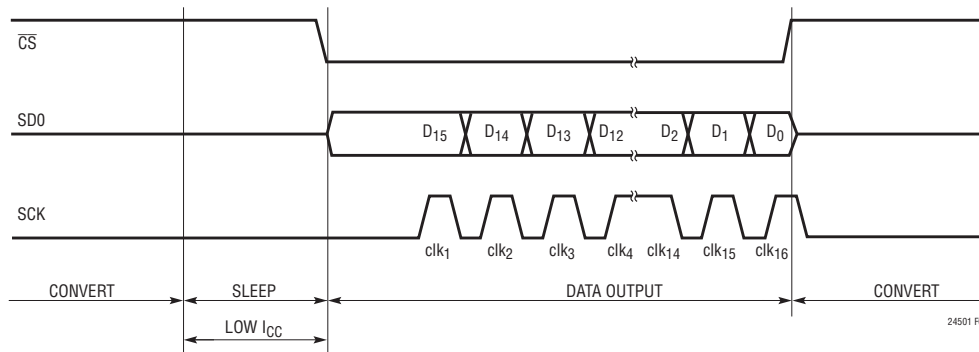 CS
SD0
D15 D14 D13 D12 D2 D1 D0
SCK
clk1 clk2 clk3 clk4 clk14 clk15 clk16
CONVERT SLEEP DATA OUTPUT CONVERT
LOW ICC
24501